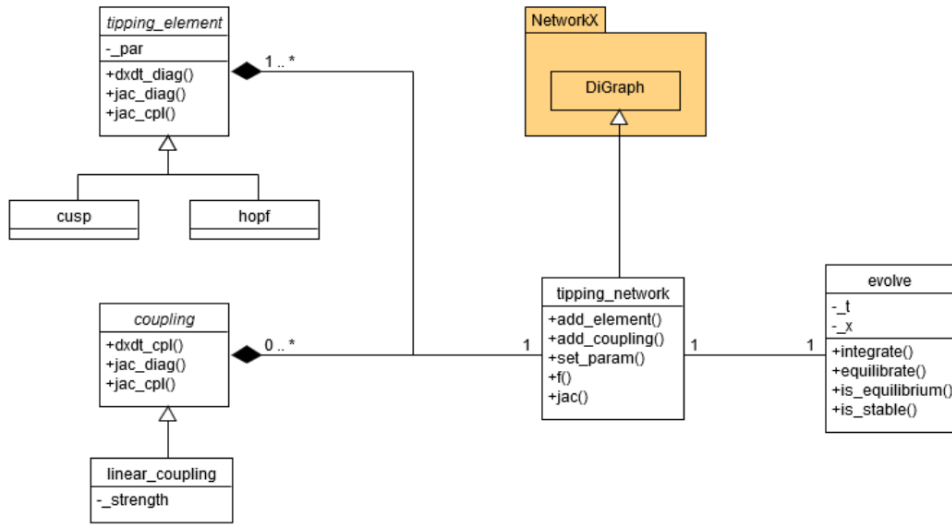 tipping_element
-_par
+dxdt_diag()
+jac_diag()
+jac_cpl()
1 .. *
cusp
hopf
NetworkX
DiGraph
coupling
+dxdt_cpl()
+jac_diag()
+jac_cpl()
0 .. *
1
linear_coupling
-_strength
tipping_network
+add_element()
+add_coupling()
+set_param()
+f()
+jac()
1
1
evolve
-_t
-_x
+integrate()
+equilibrate()
+is_equilibrium()
+is_stable()